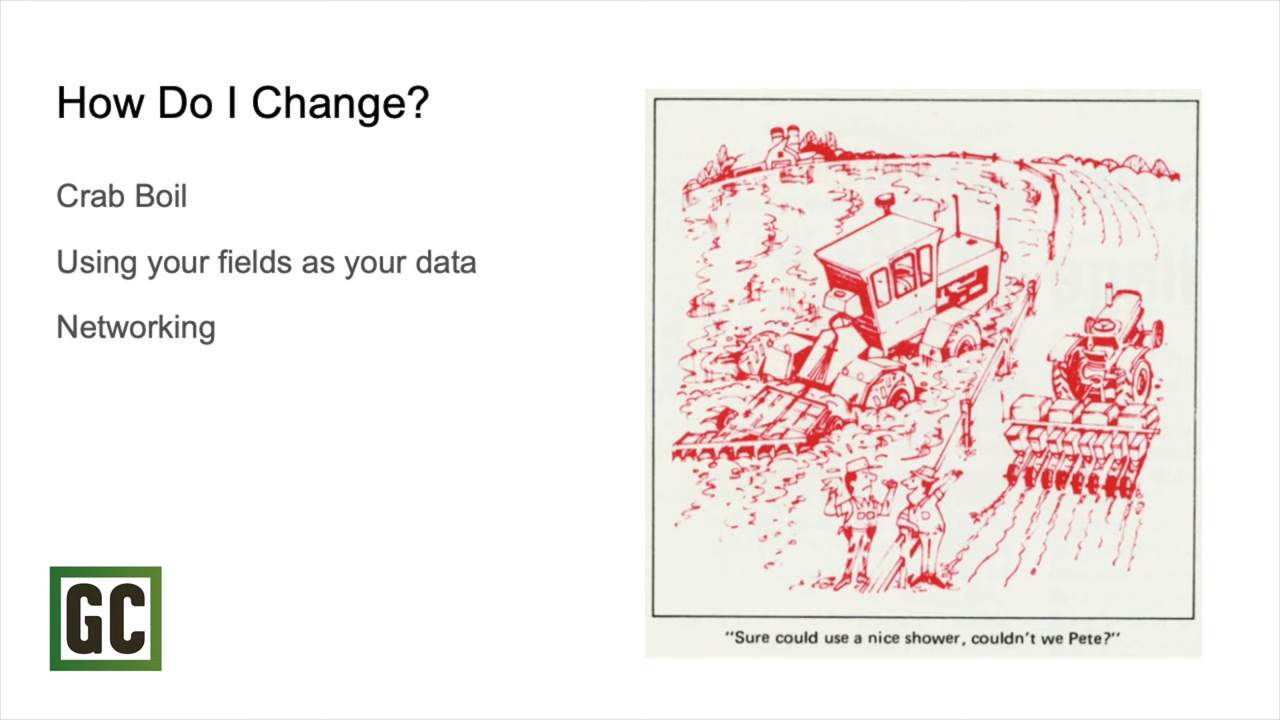 How Do I Change?
Crab Boil
Using your fields as your data
Networking
GC
"Sure could use a nice shower, couldn't we Pete?"